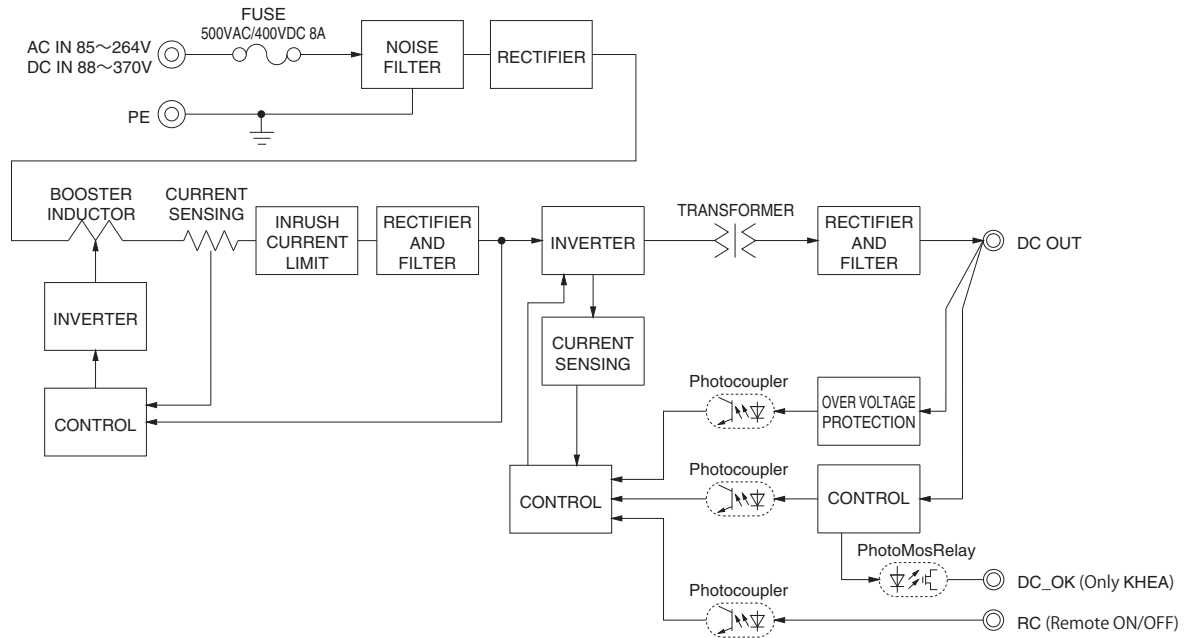 FUSE
500VAC/400VDC 8A
AC IN 85～264V
DC IN 88～370V
NOISE
FILTER
RECTIFIER
PE
BOOSTER
INDUCTOR
CURRENT
SENSING
INRUSH
CURRENT
LIMIT
RECTIFIER
AND
FILTER
INVERTER
TRANSFORMER
RECTIFIER
AND
FILTER
DC OUT
INVERTER
CURRENT
SENSING
CONTROL
Photocoupler
OVER VOLTAGE
PROTECTION
Photocoupler
CONTROL
CONTROL
PhotoMosRelay
DC_OK (Only KHEA)
Photocoupler
RC (Remote ON/OFF)